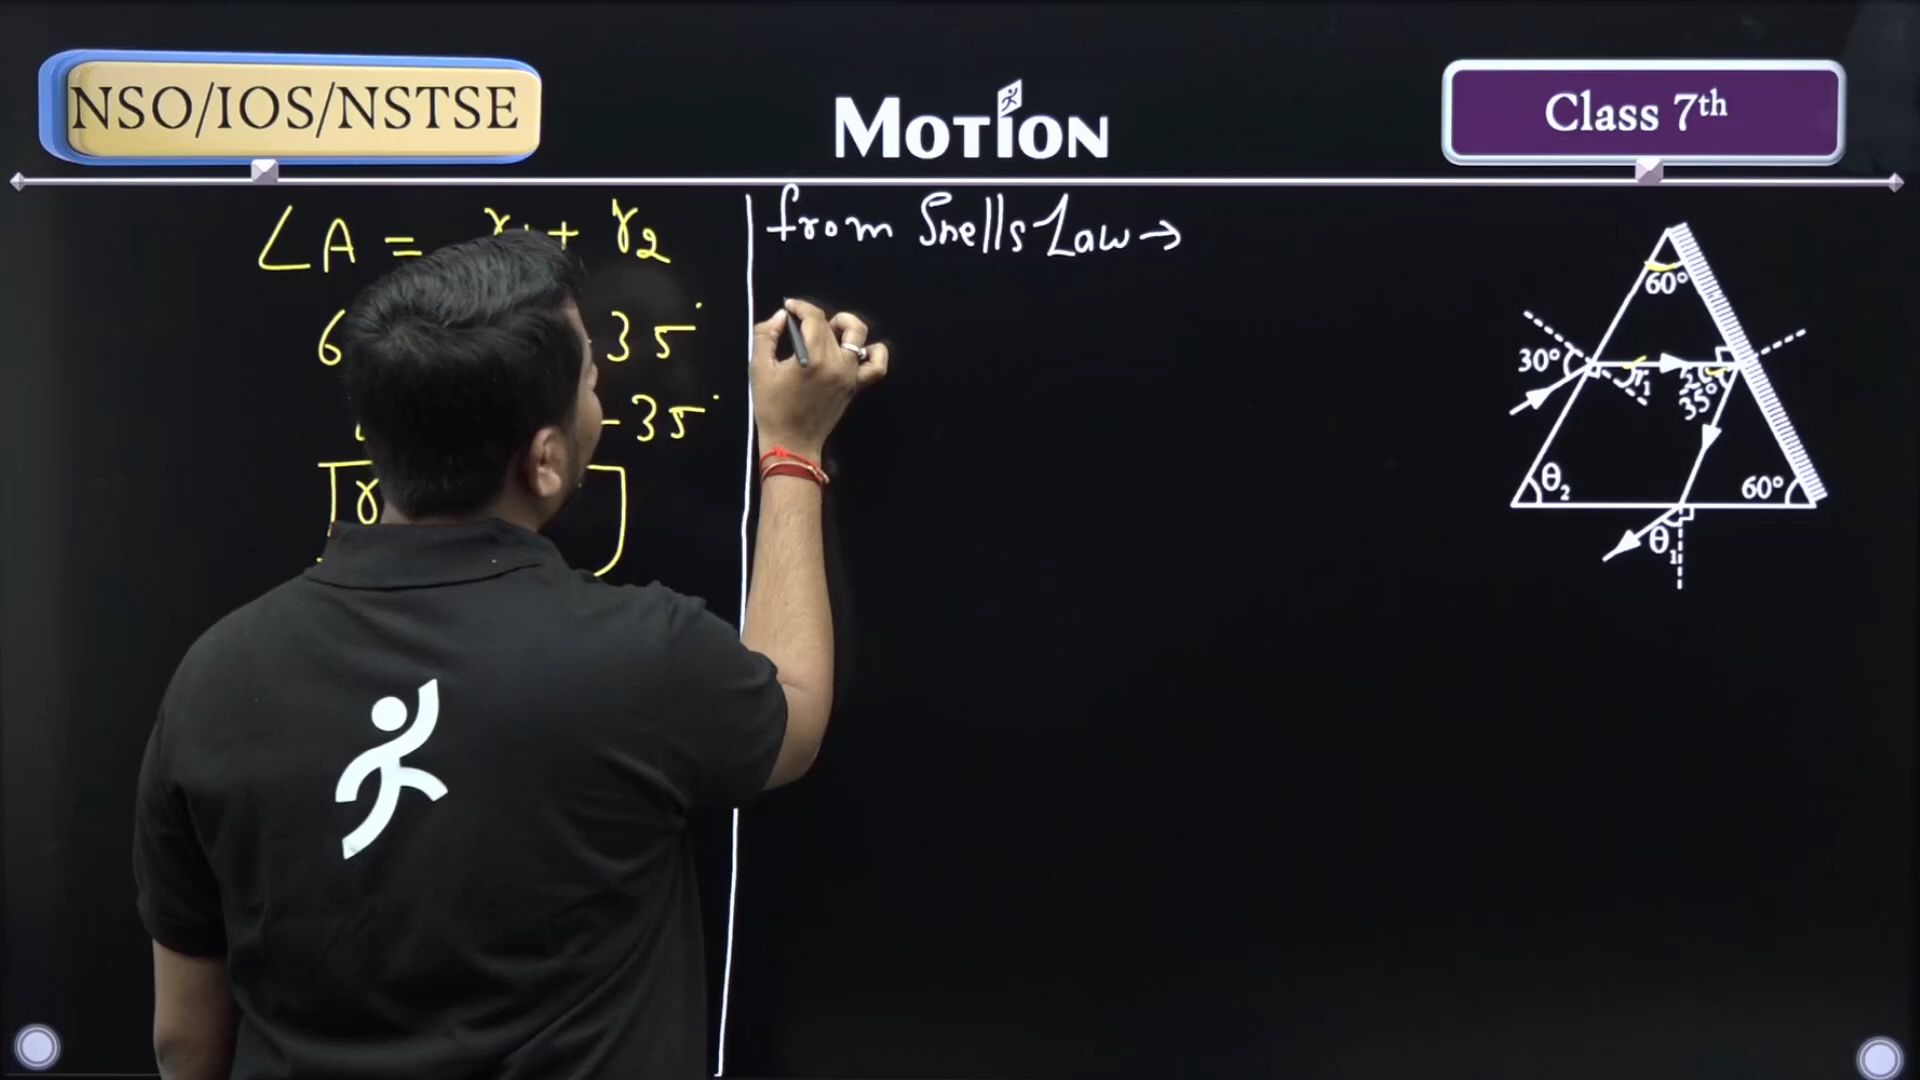 NSO/IOS/NSTSE
MOTION
Class 7th
∠A = r₁ + r₂
6 35°
-35°
r
from Snells Law →
60°
30°
r₁
35°
θ₂
60°
θ₁